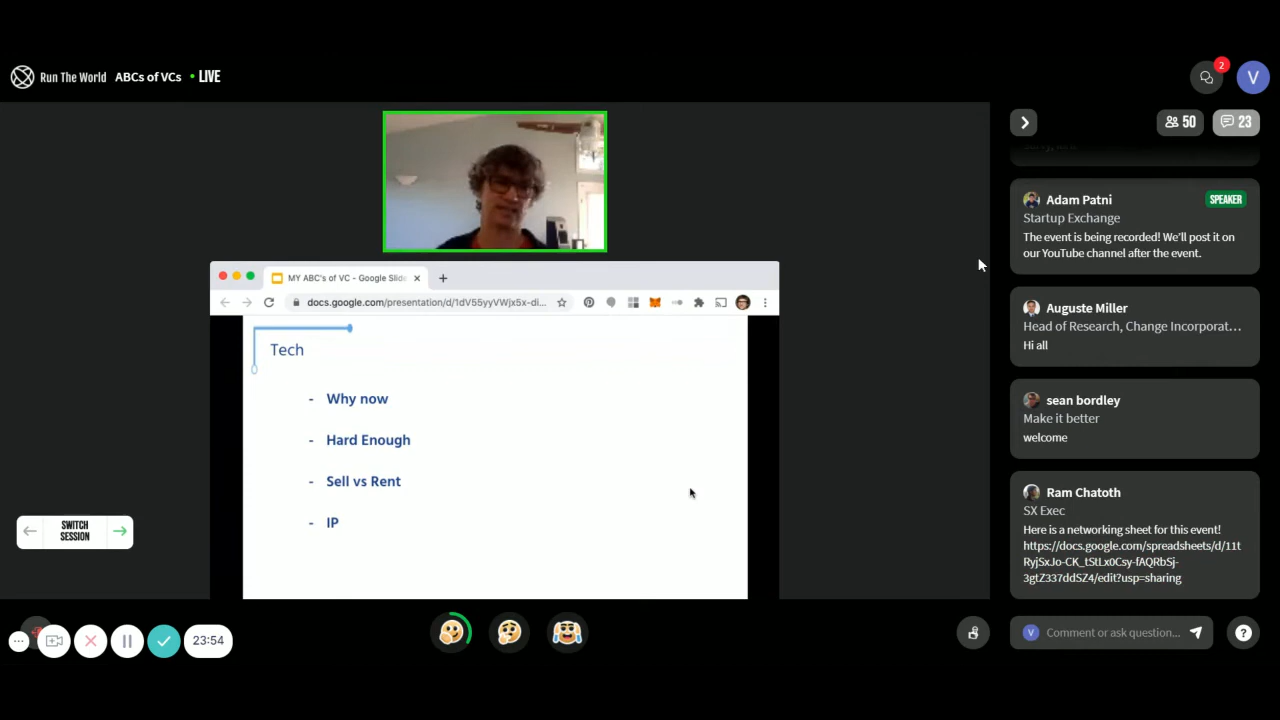 Run The World ABCs of VCs • LIVE
2
V
50
23
Adam Patni
SPEAKER
Startup Exchange
The event is being recorded! We'll post it on
our YouTube channel after the event.
Auguste Miller
Head of Research, Change Incorporat...
Hi all
sean bordley
Make it better
welcome
Ram Chatoth
SX Exec
Here is a networking sheet for this event!
https://docs.google.com/spreadsheets/d/11t
RyjSxJo-CK_tStLx0Csy-fAQRbSj-
3gtZ337ddSZ4/edit?usp=sharing
V
Comment or ask question...
?
MY ABC's of VC - Google Slid
docs.google.com/presentation/d/1dV55yyVWjx5x-di...
Tech
- Why now
- Hard Enough
- Sell vs Rent
- IP
SWITCH
SESSION
23:54